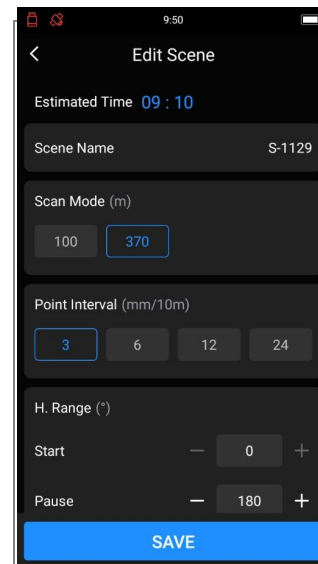 9:50
Edit Scene
Estimated Time 09 : 10
Scene Name S-1129
Scan Mode (m)
100 370
Point Interval (mm/10m)
3 6 12 24
H. Range (°)
Start — 0 +
Pause — 180 +
SAVE